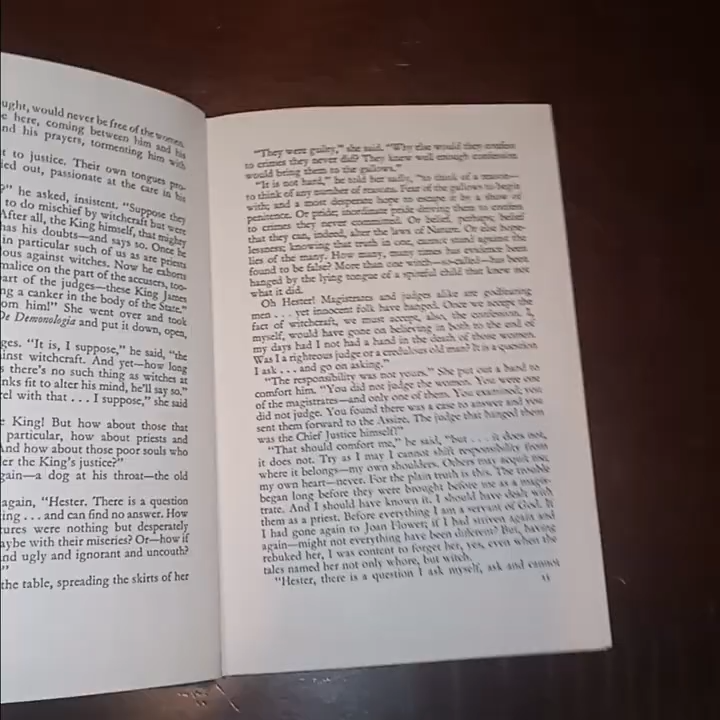 ught, would never be free of the women.
e here, coming between him and his
nd his prayers, tormenting him with
t to justice. Their own tongues pro-
ied out, passionate at the care in his
?" he asked, insistent. "Suppose they
to do mischief by witchcraft but were
After all, the King himself, that mighty
has his doubts—and says so. Once he
in particular such of us as are priests
lous against witches. Now he exhorts
malice on the part of the accusers, too-
art of the judges—these King James
ng a canker in the body of the State."
om him!" She went over and took
De Demonologia and put it down, open,
ges. "It is, I suppose," he said, "the
inst witchcraft. And yet—how long
s there's no such thing as witches at
nks fit to alter his mind, he'll say so."
el with that . . . I suppose," she said
e King! But how about those that
particular, how about priests and
And how about those poor souls who
er the King's justice?"
gain—a dog at his throat—the old
again, "Hester. There is a question
ing . . . and can find no answer. How
tures were nothing but desperately
aybe with their miseries? Or—how if
nd ugly and ignorant and uncouth?
"
the table, spreading the skirts of her
"They were guilty," she said. "Why else would they confess
to crimes they never did? They knew well enough confession
would bring them to the gallows."
"It is not hard," he told her sadly, "to think of a reason—
to think of any number of reasons. Fear of the gallows to begin
with; and a most desperate hope to escape it by a show of
penitence. Or pride; inordinate pride driving them to confess
to crimes they never committed. Or belief, perhaps; belief
that they can, indeed, alter the laws of Nature. Or else hope-
lessness; knowing that truth in one, cannot stand against the
lies of the many. How many, many times has evidence been
found to be false? More than one witch—so-called—has been
hanged by the lying tongue of a spiteful child that knew not
what it did.
Oh Hester! Magistrates and judges alike are godfearing
men . . . yet innocent folk have hanged. Once we accept the
fact of witchcraft, we must accept, also, the confession. I,
myself, would have gone on believing in both to the end of
my days had I not had a hand in the death of those women.
Was I a righteous judge or a credulous old man? It is a question
I ask . . . and go on asking."
"The responsibility was not yours." She put out a hand to
comfort him. "You did not judge the women. You were one
of the magistrates—and only one of them. You examined; you
did not judge. You found there was a case to answer and you
sent them forward to the Assize. The judge that hanged them
was the Chief Justice himself!"
"That should comfort me," he said, "but . . . it does not,
it does not. Try as I may I cannot shift responsibility from
where it belongs—my own shoulders. Others may acquit me;
my own heart—never. For the plain truth is this. The trouble
began long before they were brought before me as a magis-
trate. And I should have known it. I should have dealt with
them as a priest. Before everything I am a servant of God. If
I had gone again to Joan Flower; if I had striven again and
again—might not everything have been different? But, having
rebuked her, I was content to forget her, yes, even when the
tales named her not only whore, but witch.
"Hester, there is a question I ask myself, ask and cannot